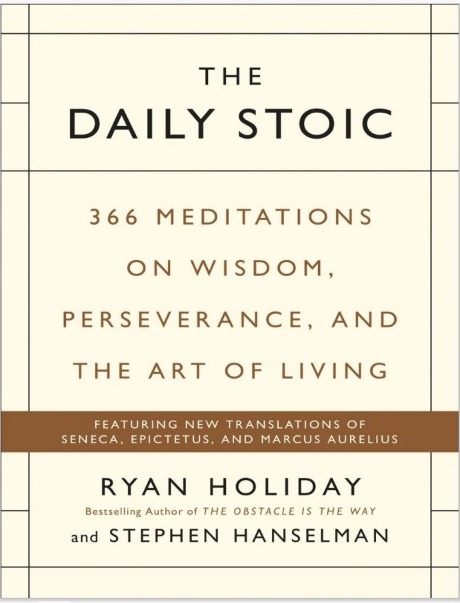 THE
DAILY STOIC
366 MEDITATIONS
ON WISDOM,
PERSEVERANCE, AND
THE ART OF LIVING
FEATURING NEW TRANSLATIONS OF
SENECA, EPICTETUS, AND MARCUS AURELIUS
RYAN HOLIDAY
Bestselling Author of THE OBSTACLE IS THE WAY
and STEPHEN HANSELMAN